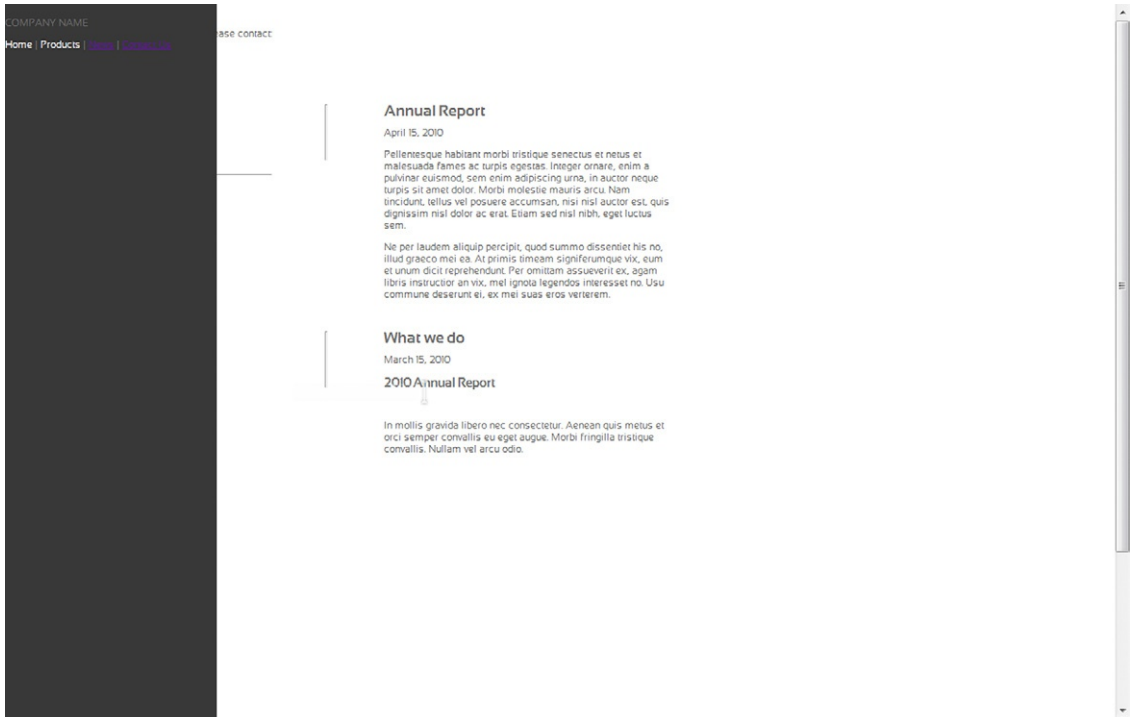 COMPANY NAME
Home | Products | | 
ease contact
Annual Report
April 15, 2010
Pellentesque habitant morbi tristique senectus et netus et
malesuada fames ac turpis egestas. Integer ornare, enim a
pulvinar euismod, sem enim adipiscing urna, in auctor neque
turpis sit amet dolor. Morbi molestie mauris arcu. Nam
tincidunt, tellus vel posuere accumsan, nisi nisl auctor est, quis
dignissim nisl dolor ac erat. Etiam sed nisl nibh, eget luctus
sem.
Ne per laudem aliquip percipit, quod summo dissentiet his no,
illud graeco mei ea. At primis timeam signiferumque vix, eum
et unum dicit reprehendunt. Per omittam assueverit ex, agam
libris instructior an vix, mel ignota legendos interesset no. Usu
commune deserunt ei, ex mei suas eros verterem.
What we do
March 15, 2010
2010 Annual Report
In mollis gravida libero nec consectetur. Aenean quis metus et
orci semper convallis eu eget augue. Morbi fringilla tristique
convallis. Nullam vel arcu odio.